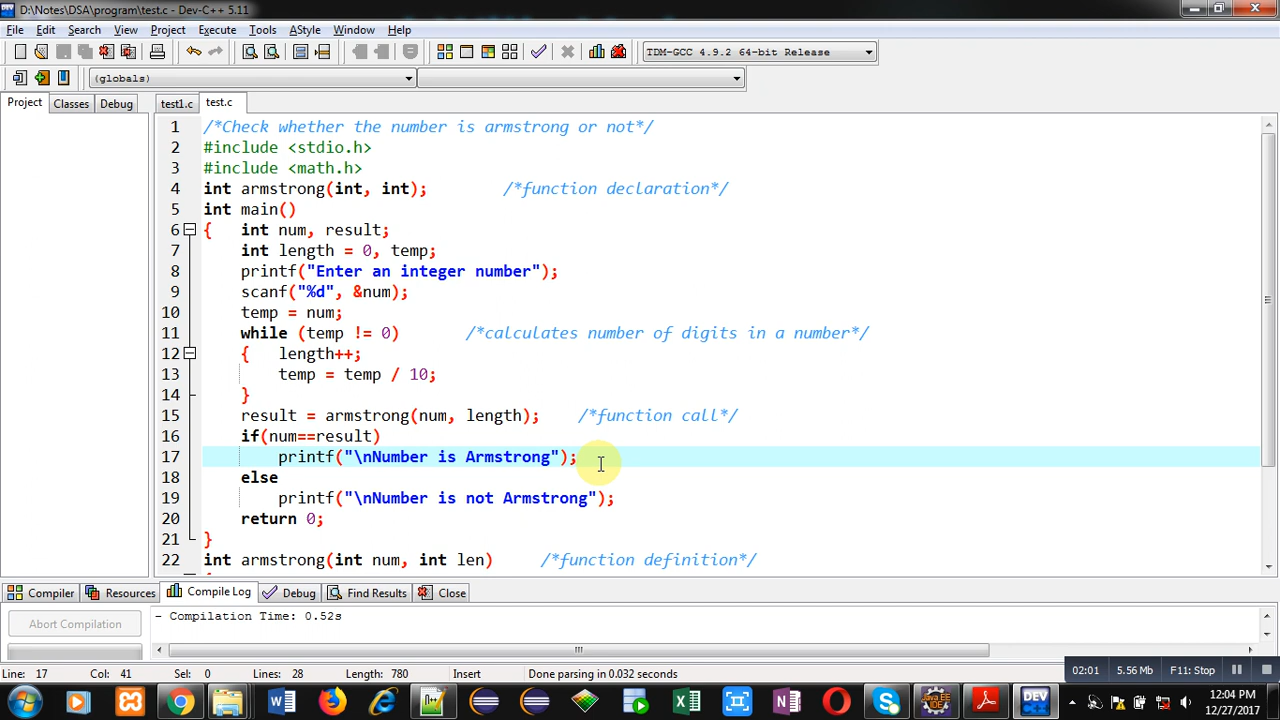 D:\Notes\DSA\program\test.c - Dev-C++ 5.11
File Edit Search View Project Execute Tools AStyle Window Help
TDM-GCC 4.9.2 64-bit Release
(globals)
Project Classes Debug test1.c test.c
1 /*Check whether the number is armstrong or not*/
2 #include <stdio.h>
3 #include <math.h>
4 int armstrong(int, int); /*function declaration*/
5 int main()
6 { int num, result;
7 int length = 0, temp;
8 printf("Enter an integer number");
9 scanf("%d", &num);
10 temp = num;
11 while (temp != 0) /*calculates number of digits in a number*/
12 { length++;
13 temp = temp / 10;
14 }
15 result = armstrong(num, length); /*function call*/
16 if(num==result)
17 printf("\nNumber is Armstrong");
18 else
19 printf("\nNumber is not Armstrong");
20 return 0;
21 }
22 int armstrong(int num, int len) /*function definition*/
Compiler Resources Compile Log Debug Find Results Close
Abort Compilation
- Compilation Time: 0.52s
Line: 17 Col: 41 Sel: 0 Lines: 28 Length: 780 Insert Done parsing in 0.032 seconds
02:01 5.56 Mb F11: Stop
DEV
12:04 PM
12/27/2017